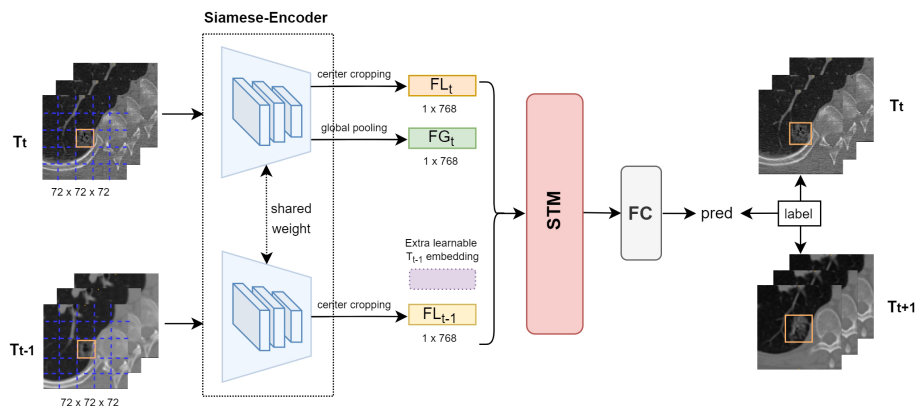 Siamese-Encoder
Tt
72 x 72 x 72
center cropping
FLt
1 x 768
global pooling
FGt
1 x 768
shared
weight
Extra learnable
Tt-1 embedding
Tt-1
72 x 72 x 72
center cropping
FLt-1
1 x 768
STM
FC
pred
label
Tt
Tt+1